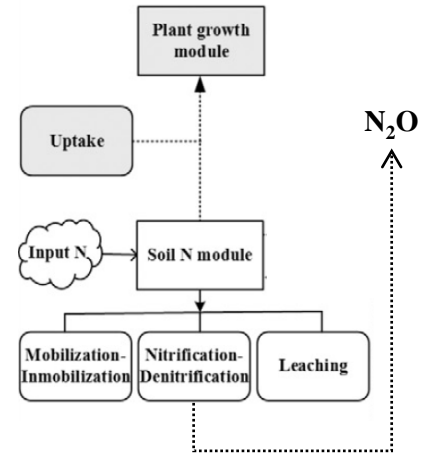 Plant growth
module
N₂O
Uptake
Input N
Soil N module
Mobilization-
Inmobilization
Nitrification-
Denitrification
Leaching